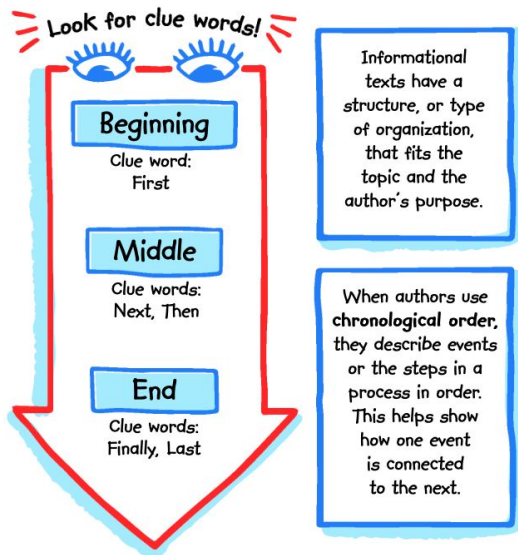 Look for clue words!
Beginning
Clue word:
First
Middle
Clue words:
Next, Then
End
Clue words:
Finally, Last
Informational
texts have a
structure, or type
of organization,
that fits the
topic and the
author's purpose.
When authors use
chronological order,
they describe events
or the steps in a
process in order.
This helps show
how one event
is connected
to the next.